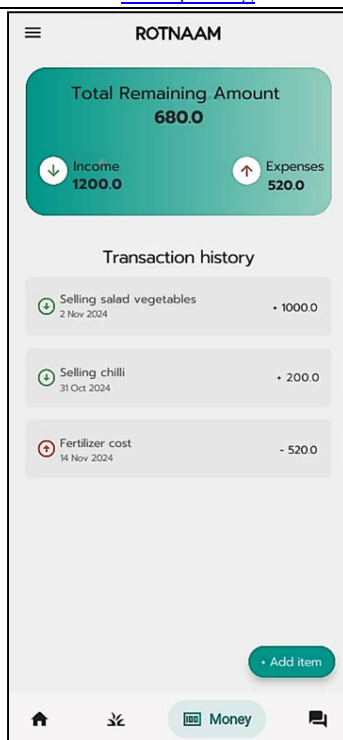 ROTNAAM
Total Remaining Amount
680.0
Income
1200.0
Expenses
520.0
Transaction history
Selling salad vegetables
2 Nov 2024
+ 1000.0
Selling chilli
31 Oct 2024
+ 200.0
Fertilizer cost
14 Nov 2024
- 520.0
+ Add item
Money